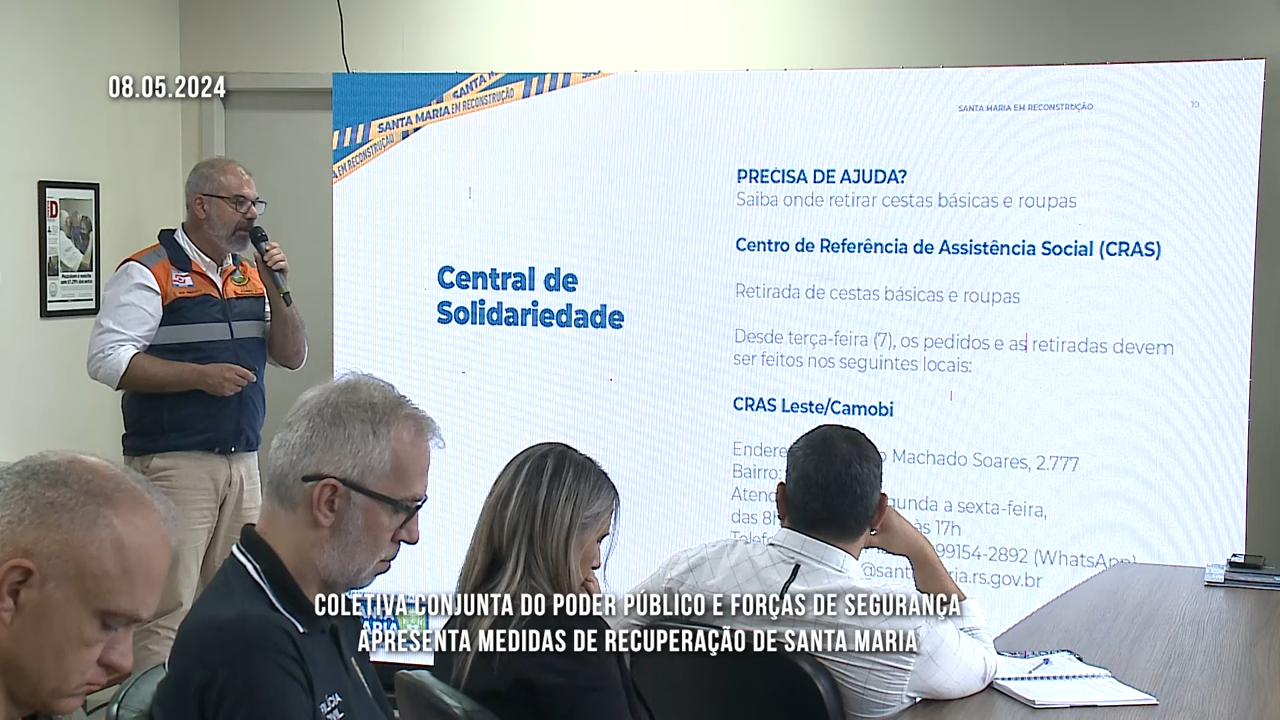 08.05.2024
SANTA MARIA EM RECONSTRUÇÃO
SANTA MARIA EM RECONSTRUÇÃO
10
PRECISA DE AJUDA?
Saiba onde retirar cestas básicas e roupas
Centro de Referência de Assistência Social (CRAS)
Central de
Solidariedade
Retirada de cestas básicas e roupas
Desde terça-feira (7), os pedidos e as retiradas devem
ser feitos nos seguintes locais:
CRAS Leste/Camobi
Machado Soares, 2.777
Bairro:
a sexta-feira,
das 8h às 17h
99154-2892 (WhatsApp)
.rs.gov.br
COLETIVA CONJUNTA DO PODER PÚBLICO E FORÇAS DE SEGURANÇA
APRESENTA MEDIDAS DE RECUPERAÇÃO DE SANTA MARIA